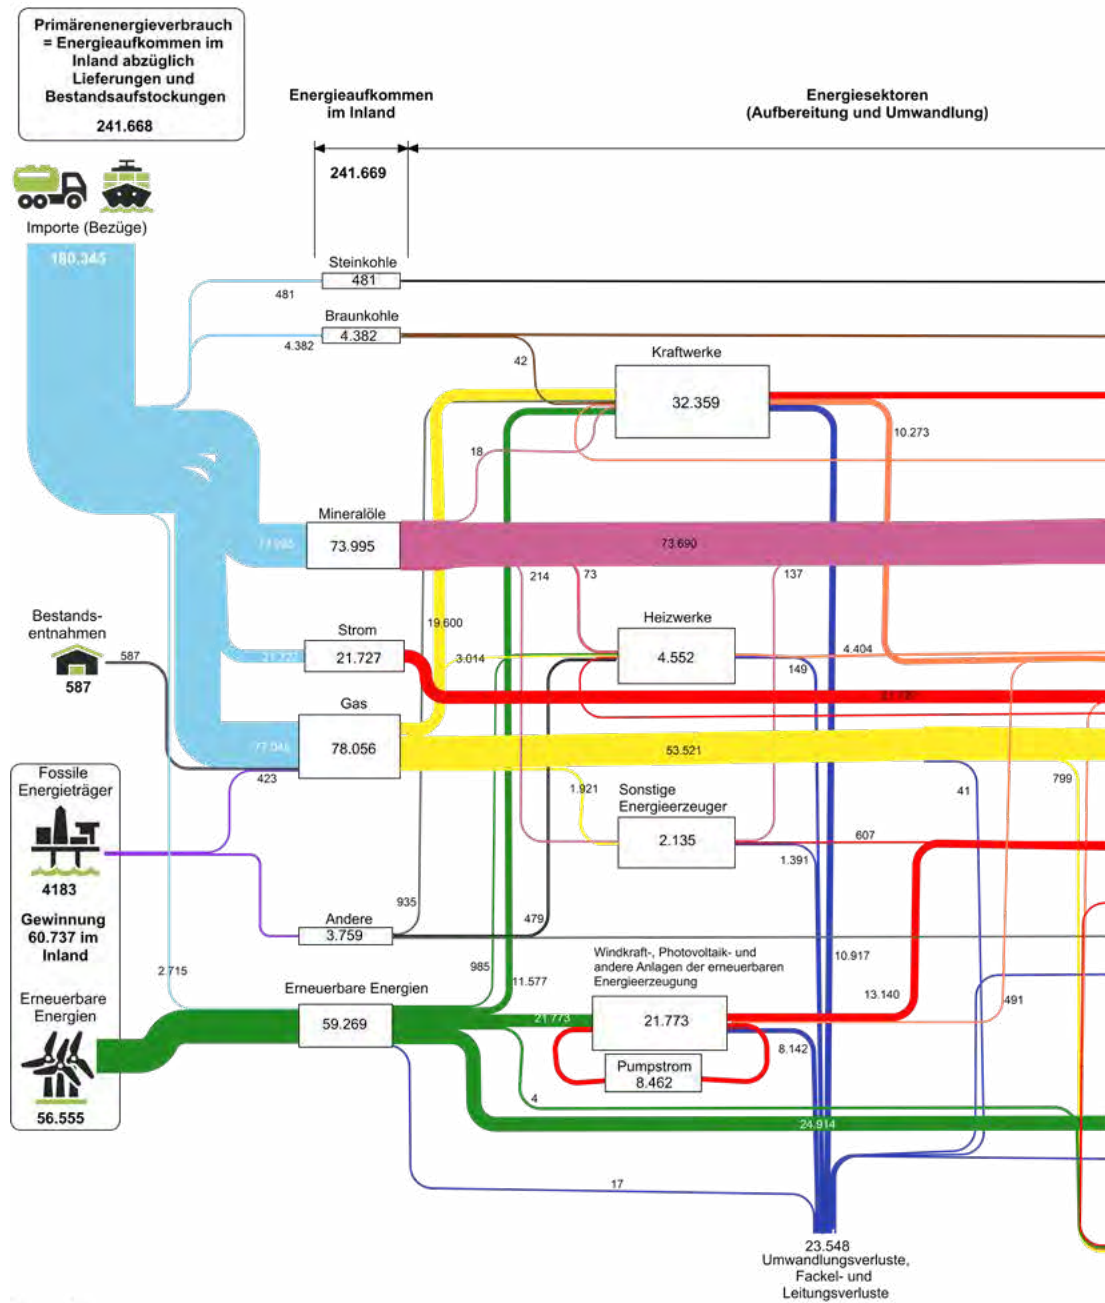 Primärenenergieverbrauch
= Energieaufkommen im
Inland abzüglich
Lieferungen und
Bestandsaufstockungen
241.668
Energieaufkommen
im Inland
Energiesektoren
(Aufbereitung und Umwandlung)
241.669
Importe (Bezüge)
180.345
Steinkohle
481
481
Braunkohle
4.382
4.382
42
Kraftwerke
32.359
10.273
18
Mineralöle
73.995
73.690
214
73
137
Bestands-
entnahmen
587
587
Strom
21.727
19.600
3.014
Heizwerke
4.552
149
4.404
Gas
78.056
53.521
423
1.921
41
799
Fossile
Energieträger
4183
Gewinnung
60.737 im
Inland
Sonstige
Energieerzeuger
2.135
607
1.391
935
479
Andere
3.759
2.715
985
11.577
Windkraft-, Photovoltaik- und
andere Anlagen der erneuerbaren
Energieerzeugung
10.917
13.140
491
Erneuerbare Energien
59.269
21.773
21.773
8.142
Pumpstrom
8.462
Erneuerbare
Energien
56.555
4
24.914
17
23.548
Umwandlungsverluste,
Fackel- und
Leitungsverluste